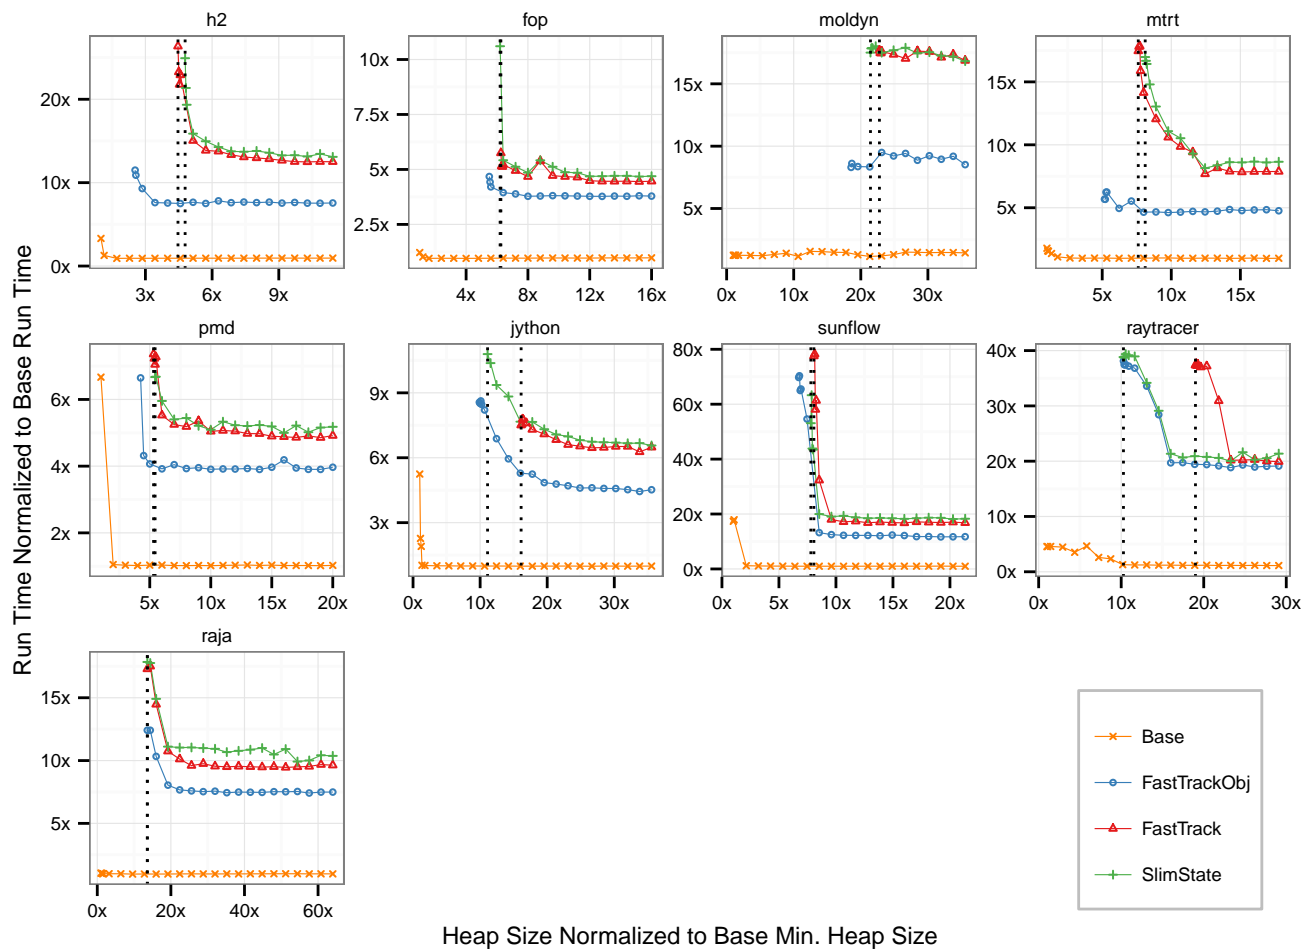 h2
fop
moldyn
mtrt
20x
10x
0x
3x
6x
9x
10x
7.5x
5x
2.5x
4x
8x
12x
16x
15x
10x
5x
0x
10x
20x
30x
15x
10x
5x
5x
10x
15x
pmd
jython
sunflow
raytracer
6x
4x
2x
5x
10x
15x
20x
9x
6x
3x
0x
10x
20x
30x
80x
60x
40x
20x
0x
5x
10x
15x
20x
40x
30x
20x
10x
0x
0x
10x
20x
30x
raja
15x
10x
5x
0x
20x
40x
60x
Run Time Normalized to Base Run Time
Heap Size Normalized to Base Min. Heap Size
Base
FastTrackObj
FastTrack
SlimState